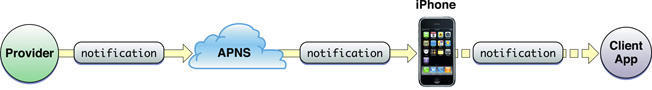 iPhone
Provider
notification
APNS
notification
notification
Client
App